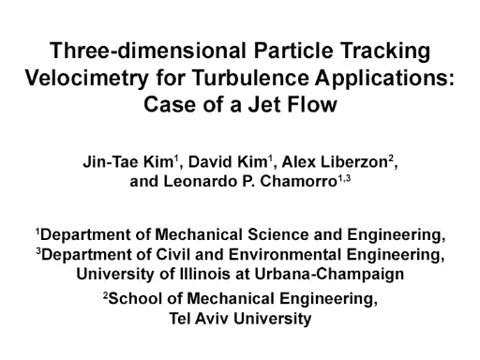 Three-dimensional Particle Tracking
Velocimetry for Turbulence Applications:
Case of a Jet Flow
Jin-Tae Kim¹, David Kim¹, Alex Liberzon²,
and Leonardo P. Chamorro¹,³
¹Department of Mechanical Science and Engineering,
³Department of Civil and Environmental Engineering,
University of Illinois at Urbana-Champaign
²School of Mechanical Engineering,
Tel Aviv University